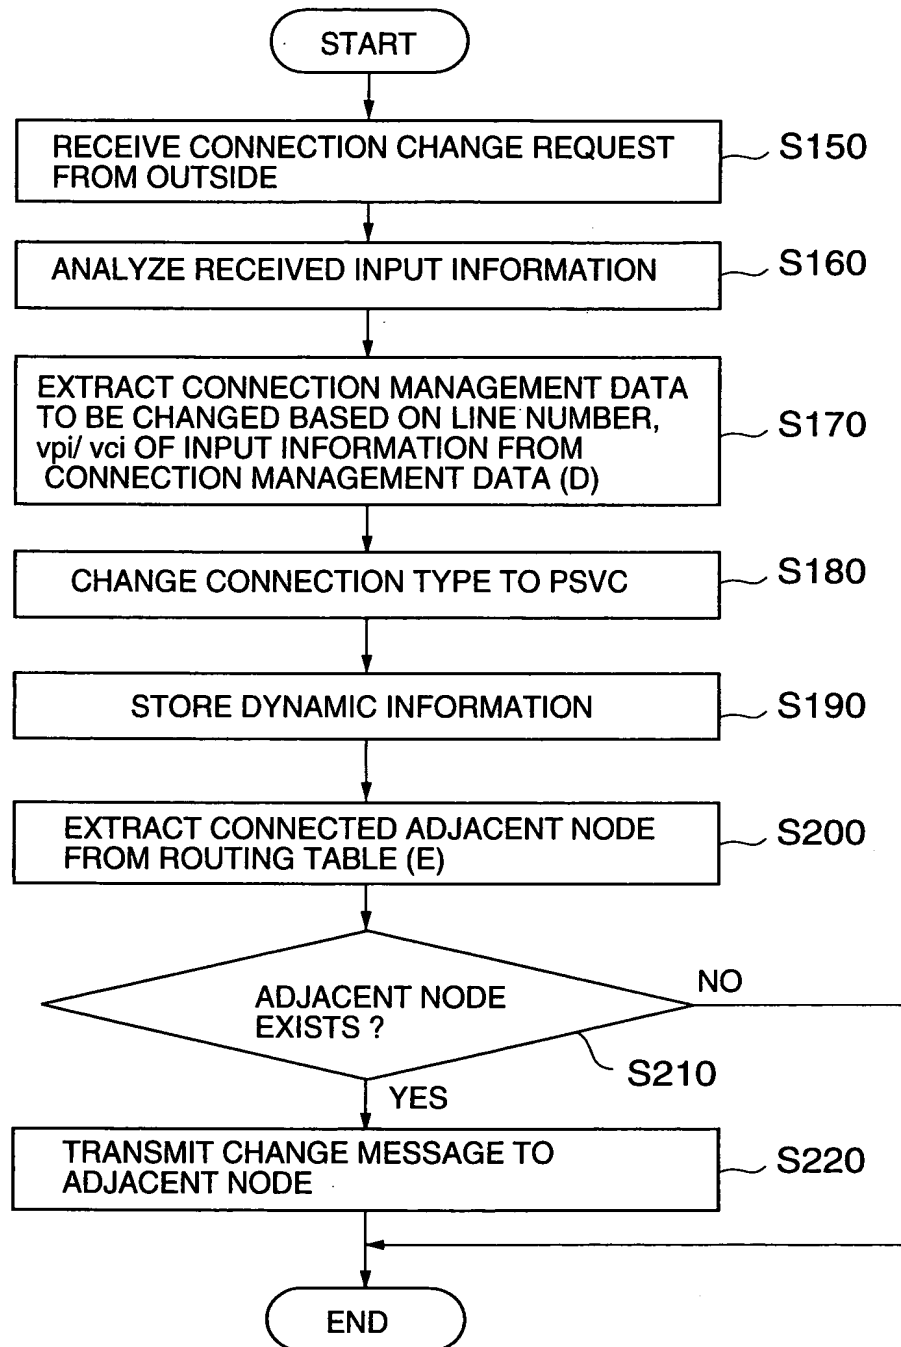 START
RECEIVE CONNECTION CHANGE REQUEST
FROM OUTSIDE
S150
ANALYZE RECEIVED INPUT INFORMATION
S160
EXTRACT CONNECTION MANAGEMENT DATA
TO BE CHANGED BASED ON LINE NUMBER,
vpi/ vci OF INPUT INFORMATION FROM
CONNECTION MANAGEMENT DATA (D)
S170
CHANGE CONNECTION TYPE TO PSVC
S180
STORE DYNAMIC INFORMATION
S190
EXTRACT CONNECTED ADJACENT NODE
FROM ROUTING TABLE (E)
S200
ADJACENT NODE
EXISTS ?
NO
S210
YES
TRANSMIT CHANGE MESSAGE TO
ADJACENT NODE
S220
END